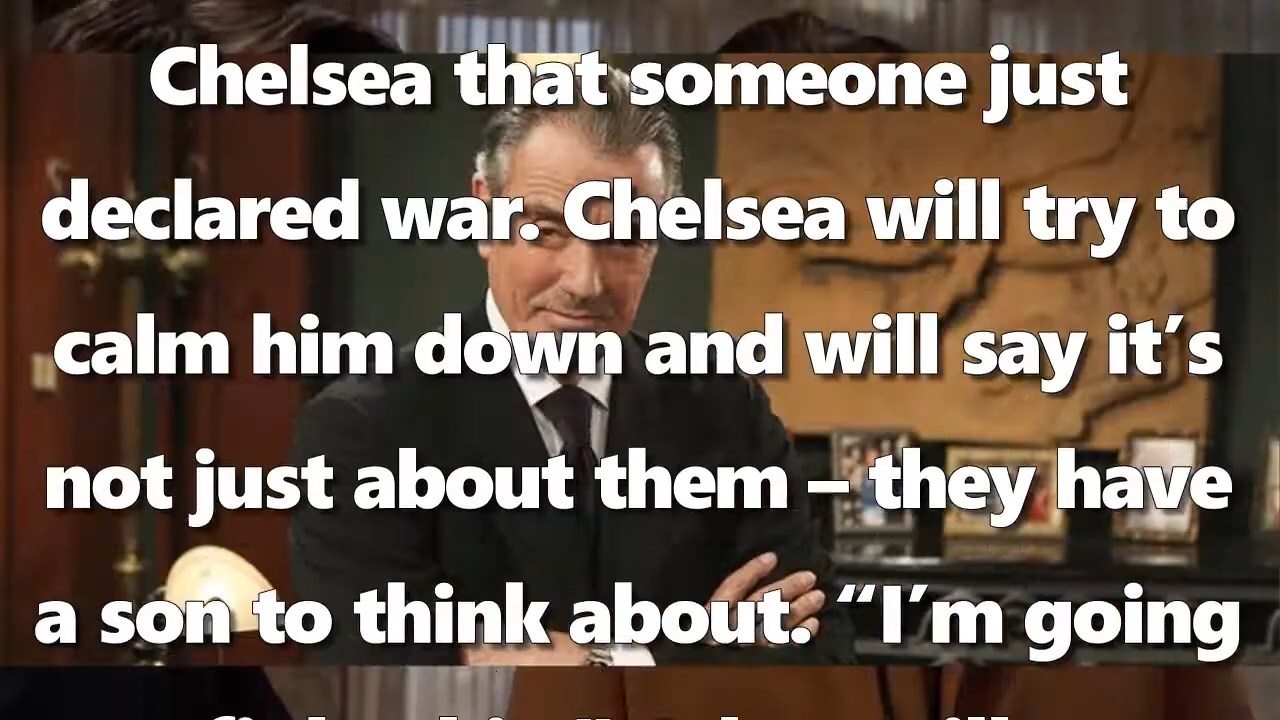 Chelsea that someone just
declared war. Chelsea will try to
calm him down and will say it’s
not just about them – they have
a son to think about. “I’m going